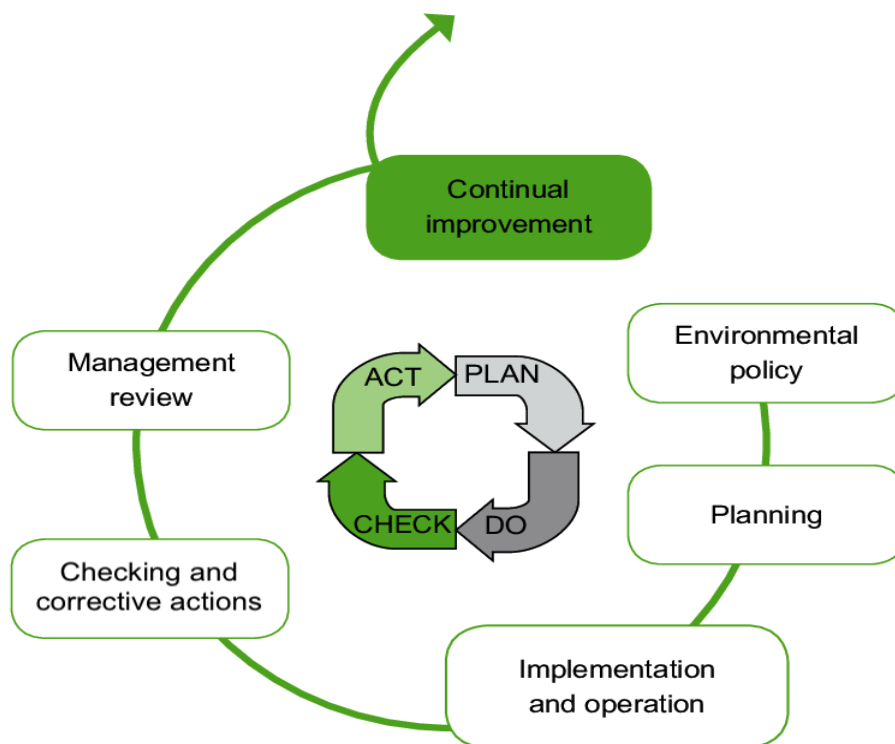 Continual
improvement
Environmental
policy
Management
review
ACT
PLAN
CHECK
DO
Planning
Checking and
corrective actions
Implementation
and operation